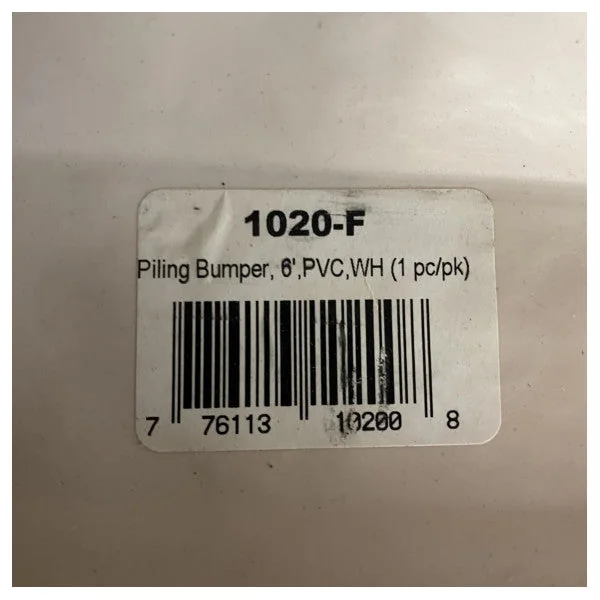 1020-F
Piling Bumper, 6',PVC,WH (1 pc/pk)
7 76113 10200 8